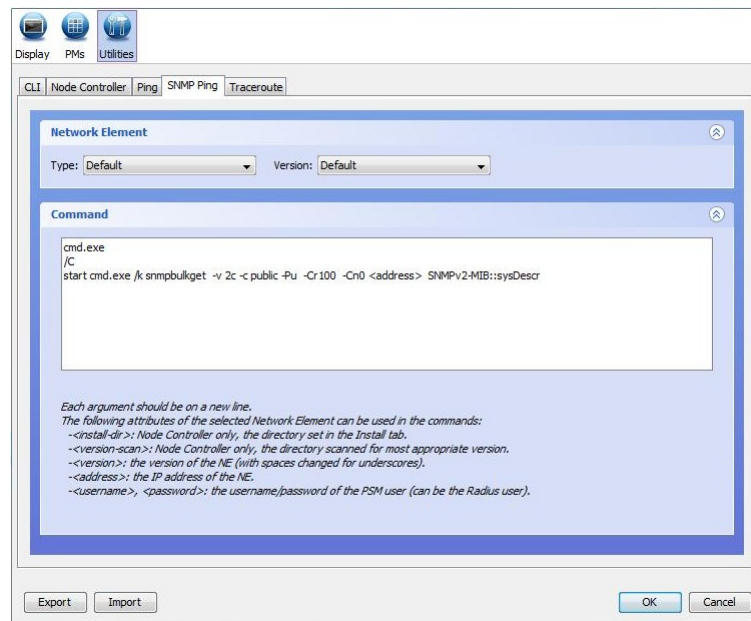 Display PMs Utilities
CLI Node Controller Ping SNMP Ping Traceroute
Network Element
Type: Default Version: Default
Command
cmd.exe
/C
start cmd.exe /k snmpbulkget -v 2c -c public -Pu -Cr100 -Cn0 <address> SNMPv2-MIB::sysDescr
Each argument should be on a new line.
The following attributes of the selected Network Element can be used in the commands:
-<install-dir>: Node Controller only, the directory set in the Install tab.
-<version-scan>: Node Controller only, the directory scanned for most appropriate version.
-<version>: the version of the NE (with spaces changed for underscores).
-<address>: the IP address of the NE.
-<username>, <password>: the username/password of the PSM user (can be the Radius user).
Export Import OK Cancel